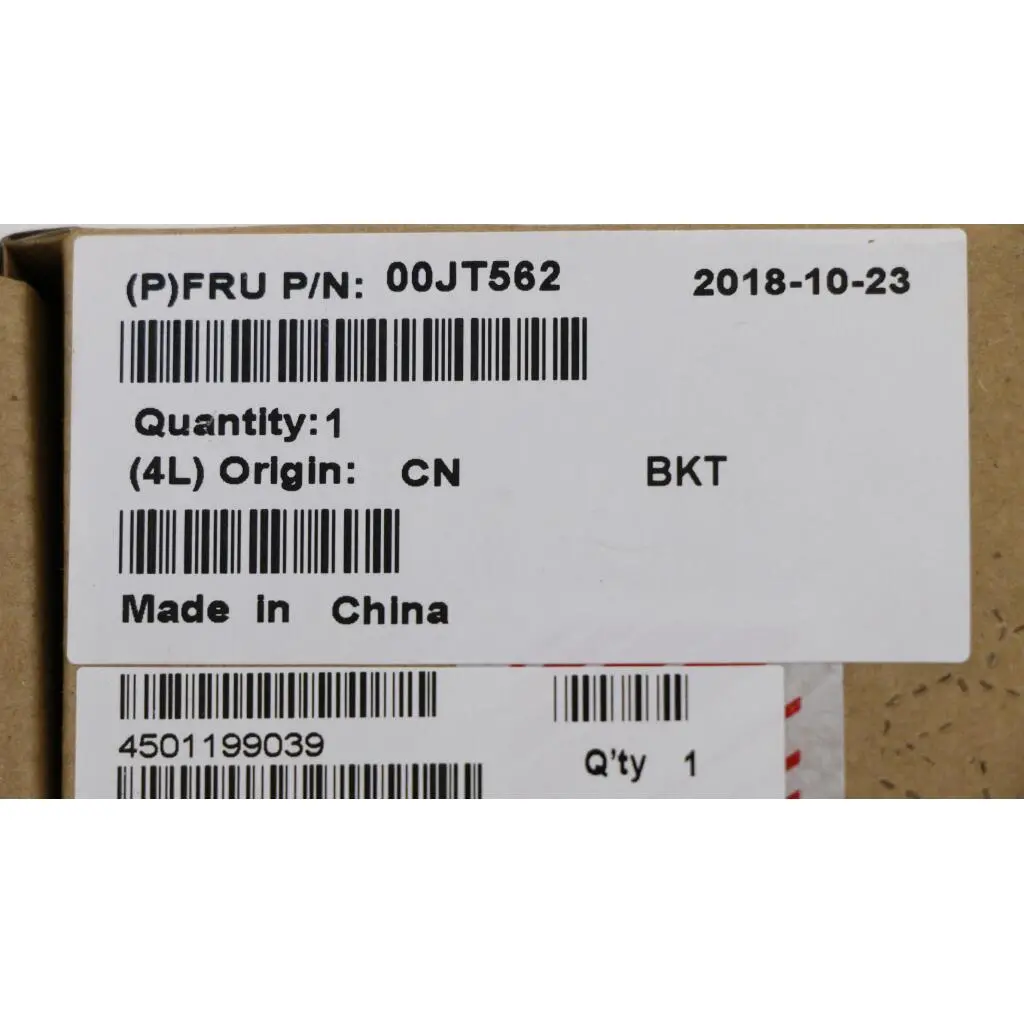 (P)FRU P/N: 00JT562 2018-10-23
Quantity:1
(4L) Origin: CN BKT
Made in China
4501199039
Q'ty 1